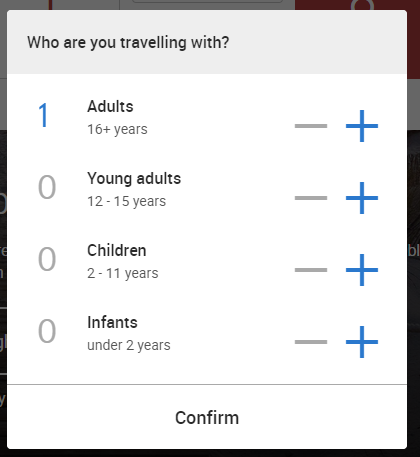 Who are you travelling with?
1
Adults
16+ years
0
Young adults
12 - 15 years
0
Children
2 - 11 years
0
Infants
under 2 years
Confirm